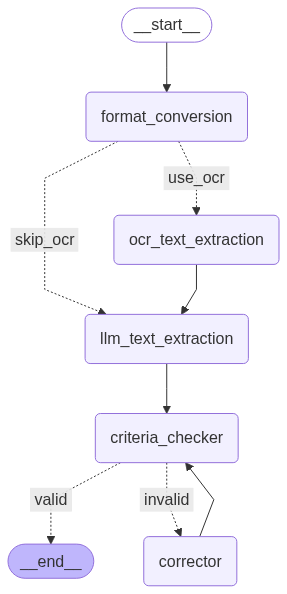 __start__
format_conversion
use_ocr
skip_ocr
ocr_text_extraction
llm_text_extraction
criteria_checker
valid
invalid
__end__
corrector